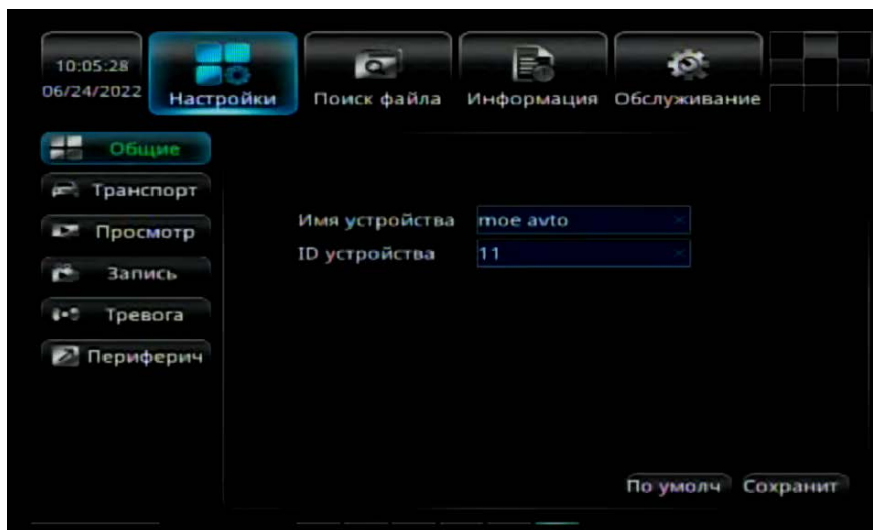 10:05:28
06/24/2022
Настройки
Поиск файла
Информация
Обслуживание
Общие
Транспорт
Просмотр
Запись
Тревога
Периферич
Имя устройства moe avto
ID устройства 11
По умолч Сохранит